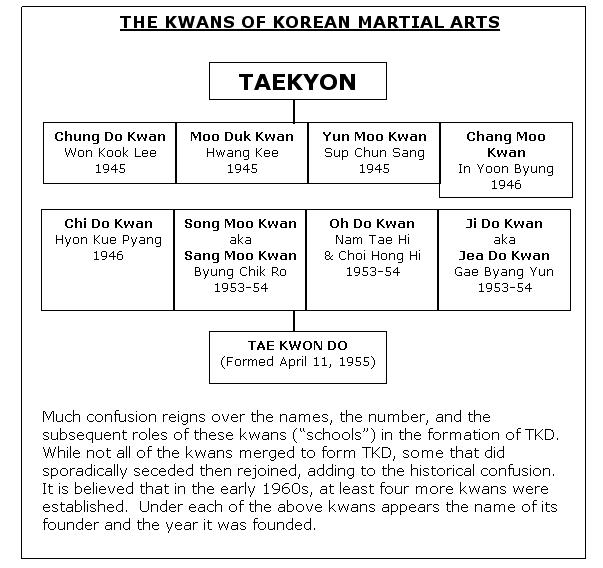 THE KWANS OF KOREAN MARTIAL ARTS
TAEKYON
Chung Do Kwan
Won Kook Lee
1945
Moo Duk Kwan
Hwang Kee
1945
Yun Moo Kwan
Sup Chun Sang
1945
Chang Moo
Kwan
In Yoon Byung
1946
Chi Do Kwan
Hyon Kue Pyang
1946
Song Moo Kwan
aka
Sang Moo Kwan
Byung Chik Ro
1953-54
Oh Do Kwan
Nam Tae Hi
& Choi Hong Hi
1953-54
Ji Do Kwan
aka
Jea Do Kwan
Gae Byang Yun
1953-54
TAE KWON DO
(Formed April 11, 1955)
Much confusion reigns over the names, the number, and the
subsequent roles of these kwans (“schools”) in the formation of TKD.
While not all of the kwans merged to form TKD, some that did
sporadically seceded then rejoined, adding to the historical confusion.
It is believed that in the early 1960s, at least four more kwans were
established.  Under each of the above kwans appears the name of its
founder and the year it was founded.